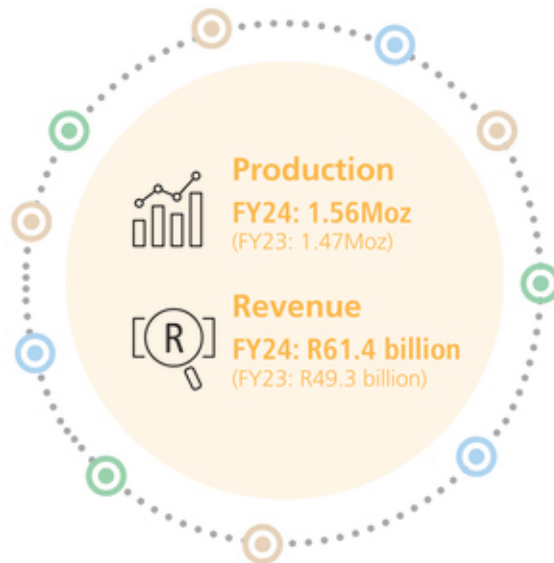 Production
FY24: 1.56Moz
(FY23: 1.47Moz)
Revenue
R
FY24: R61.4 billion
(FY23: R49.3 billion)